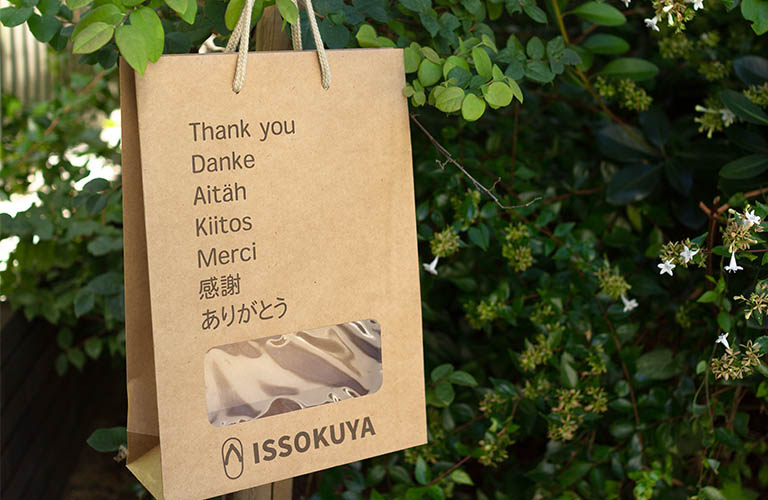 Thank you
Danke
Aitäh
Kiitos
Merci
感謝
ありがとう
ISSOKUYA